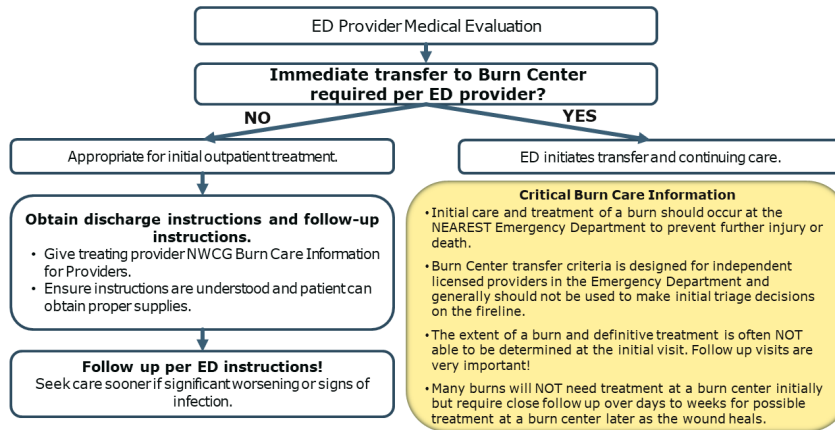 ED Provider Medical Evaluation
Immediate transfer to Burn Center
required per ED provider?
NO
YES
Appropriate for initial outpatient treatment.
ED initiates transfer and continuing care.
Obtain discharge instructions and follow-up
instructions.
• Give treating provider NWCG Burn Care Information
for Providers.
• Ensure instructions are understood and patient can
obtain proper supplies.
Follow up per ED instructions!
Seek care sooner if significant worsening or signs of
infection.
Critical Burn Care Information
• Initial care and treatment of a burn should occur at the
NEAREST Emergency Department to prevent further injury or
death.
• Burn Center transfer criteria is designed for independent
licensed providers in the Emergency Department and
generally should not be used to make initial triage decisions
on the fireline.
• The extent of a burn and definitive treatment is often NOT
able to be determined at the initial visit. Follow up visits are
very important!
• Many burns will NOT need treatment at a burn center initially
but require close follow up over days to weeks for possible
treatment at a burn center later as the wound heals.